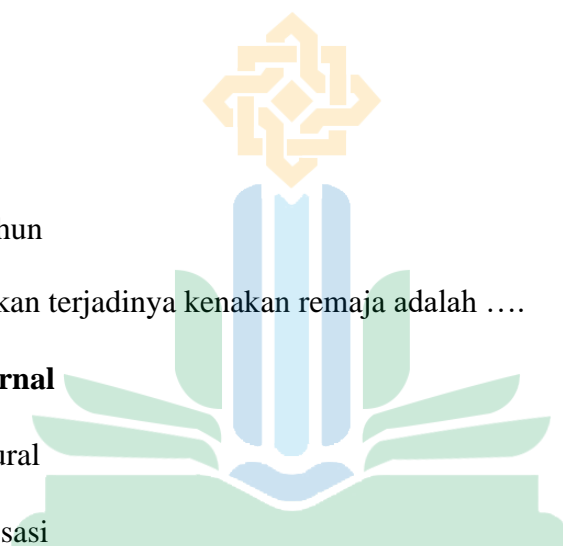 hun
kan terjadinya kenakan remaja adalah ….
rnal
ural
sasi